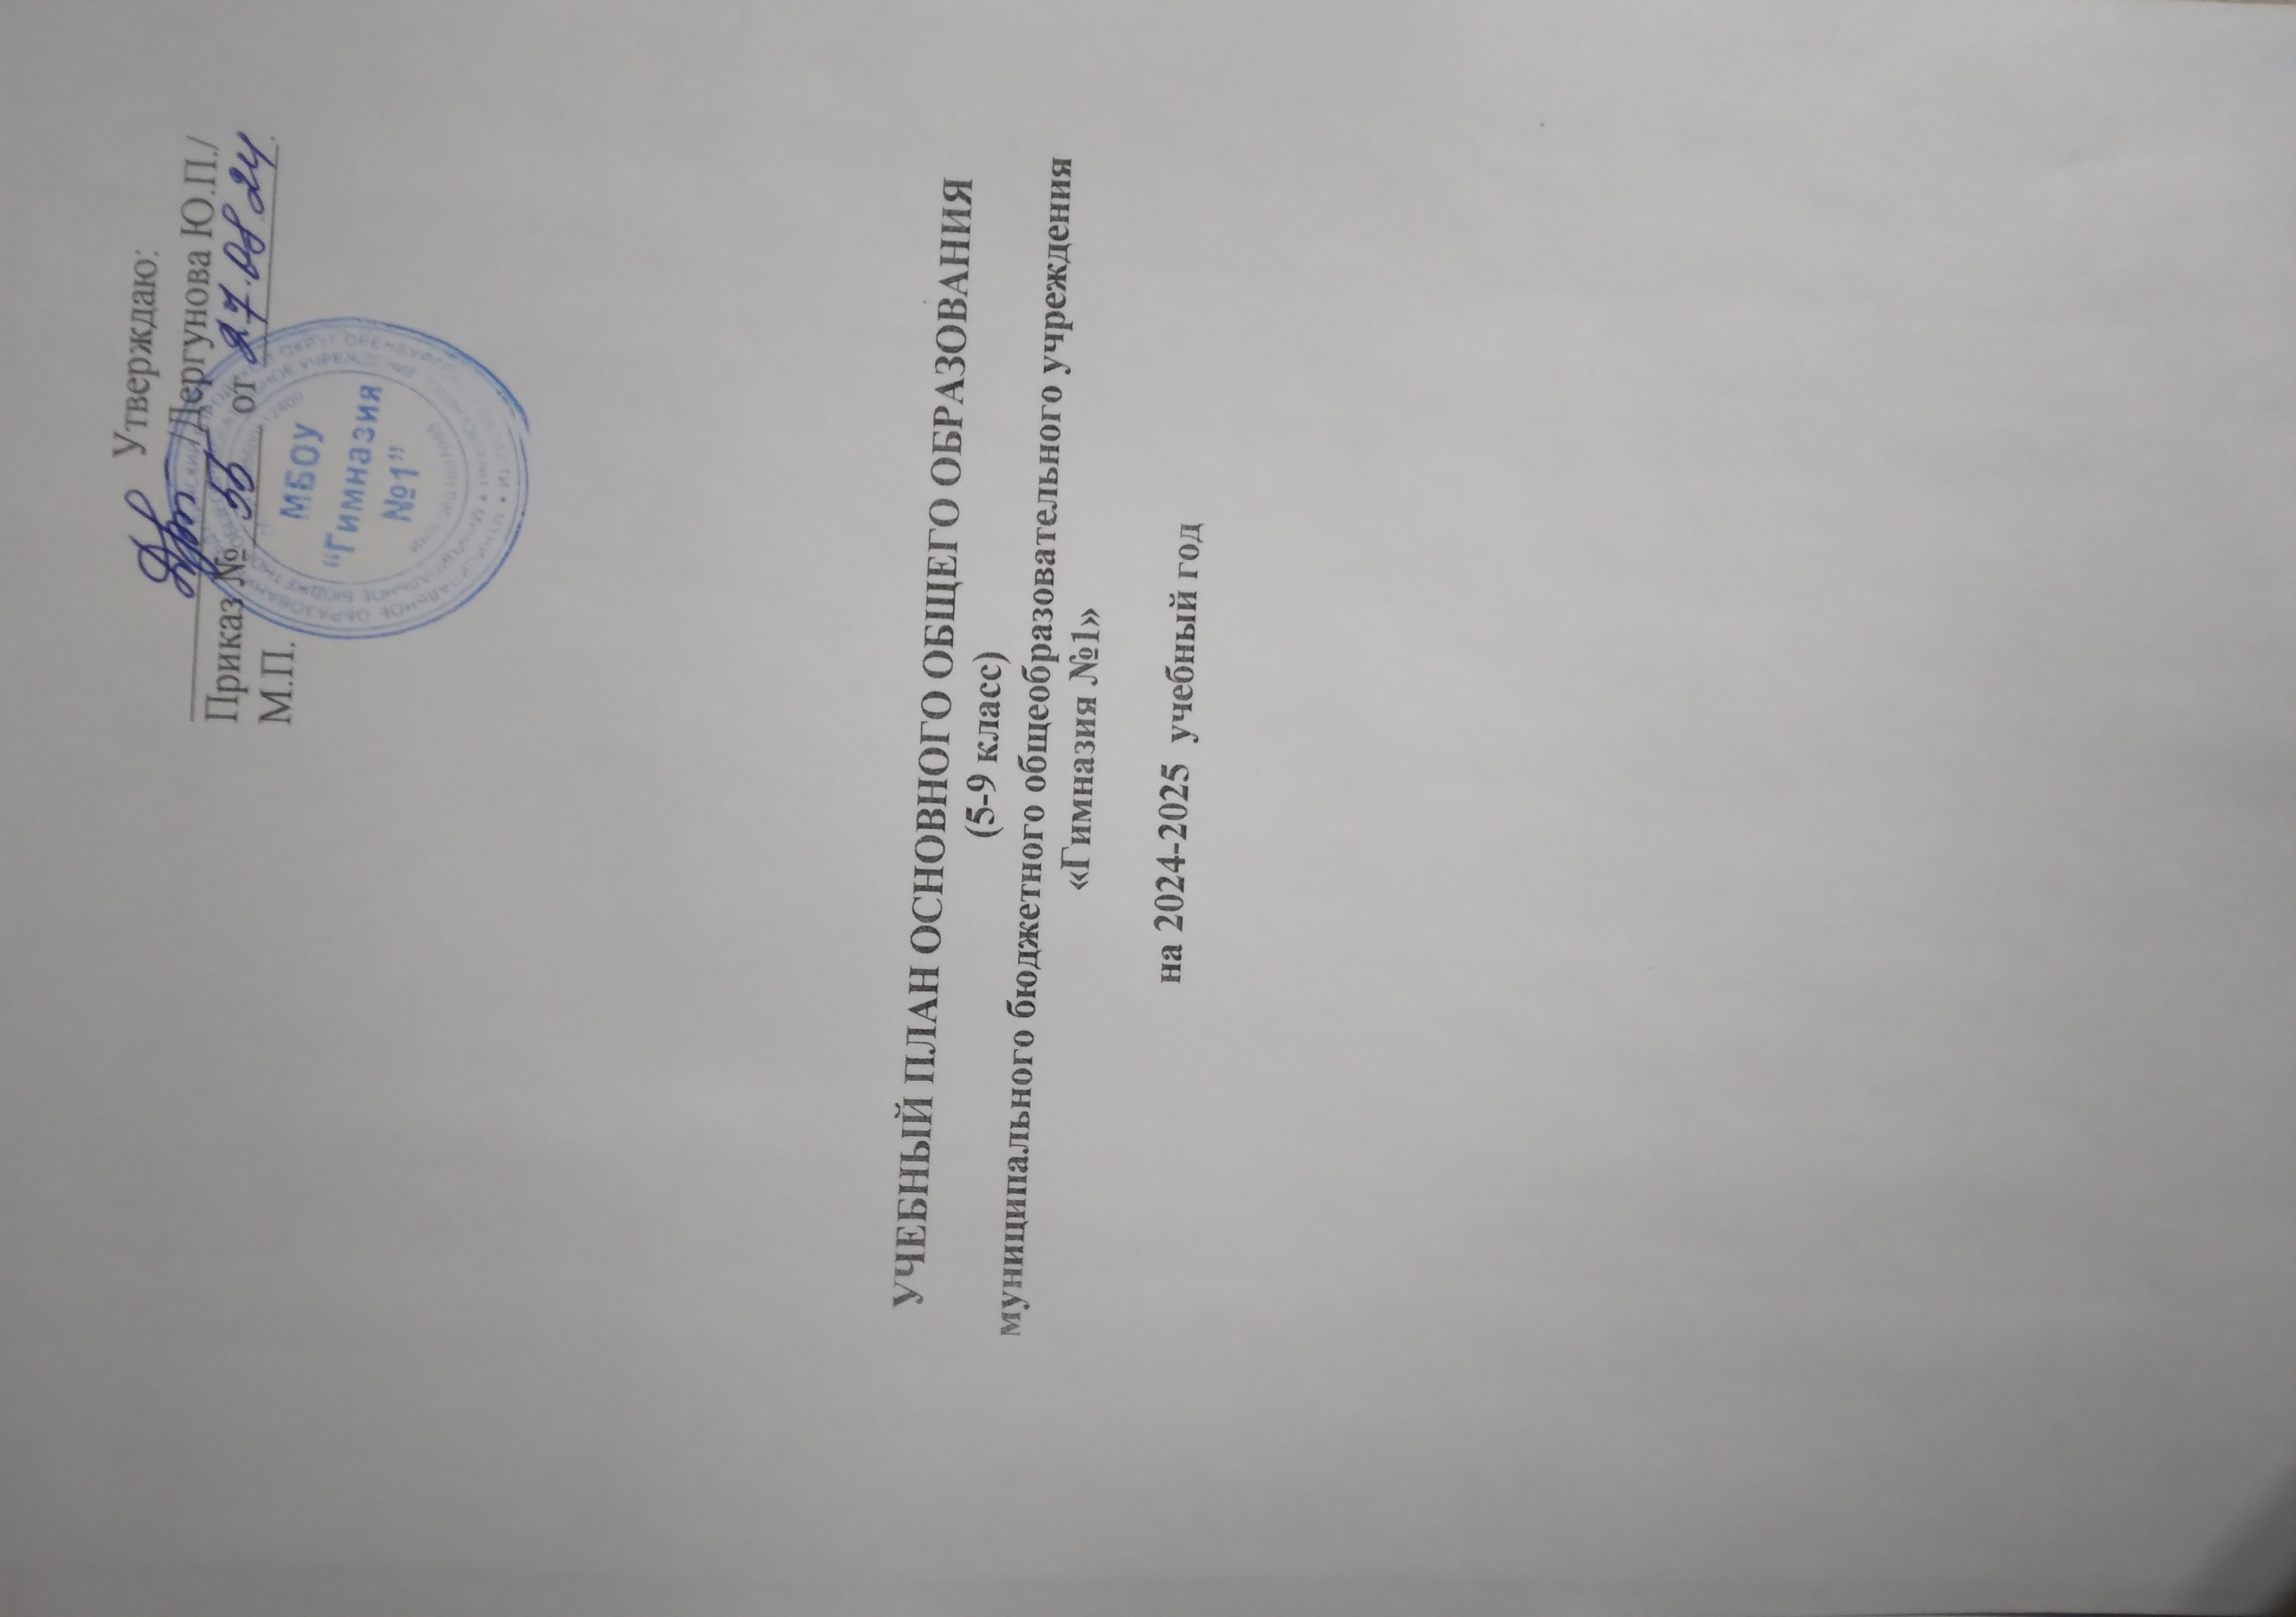 Утверждаю:
/Дергунова Ю.П./
Приказ № от 27.08.24
М.П.
МБОУ
“Гимназия
№1”
УЧЕБНЫЙ ПЛАН ОСНОВНОГО ОБЩЕГО ОБРАЗОВАНИЯ
(5-9 класс)
муниципального бюджетного общеобразовательного учреждения
«Гимназия №1»
на 2024-2025 учебный год